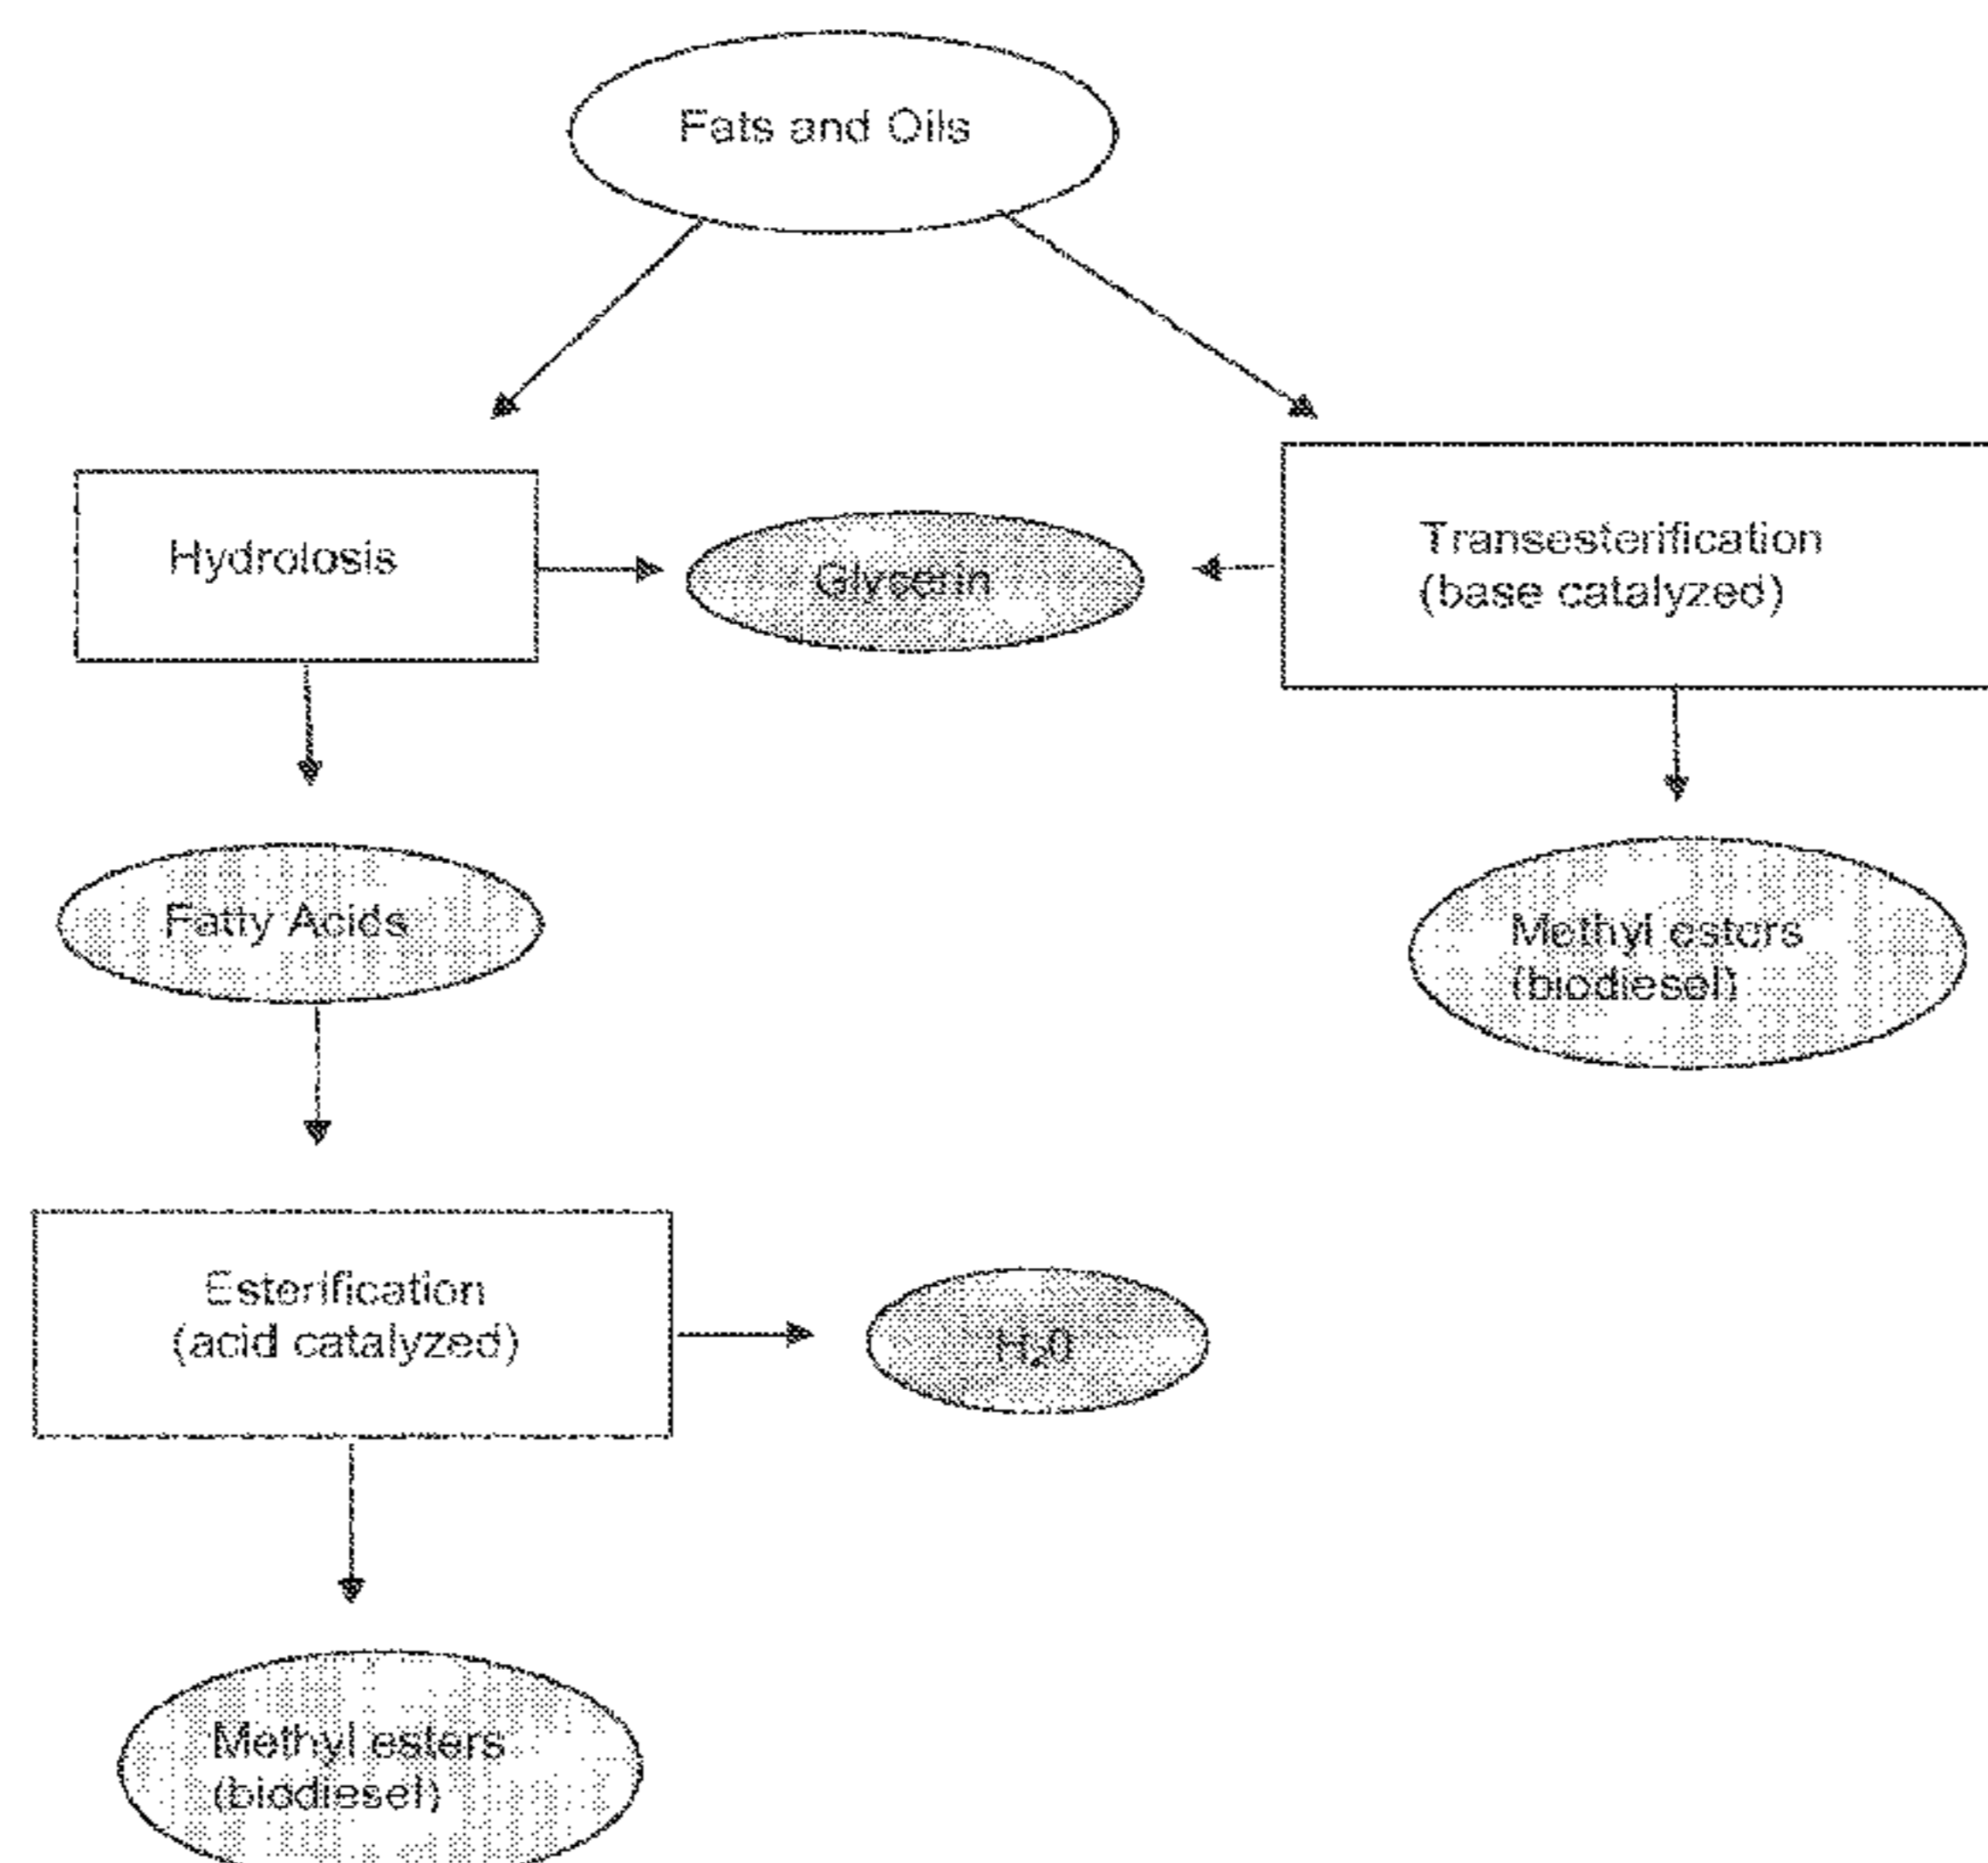 Fats and Oils
Hydrolosis
Glyserin
Transesterification
(base catalyzed)
Fatty Acids
Methyl esters
(biodiesel)
Esterification
(acid catalyzed)
H₂0
Methyl esters
(biodiesel)